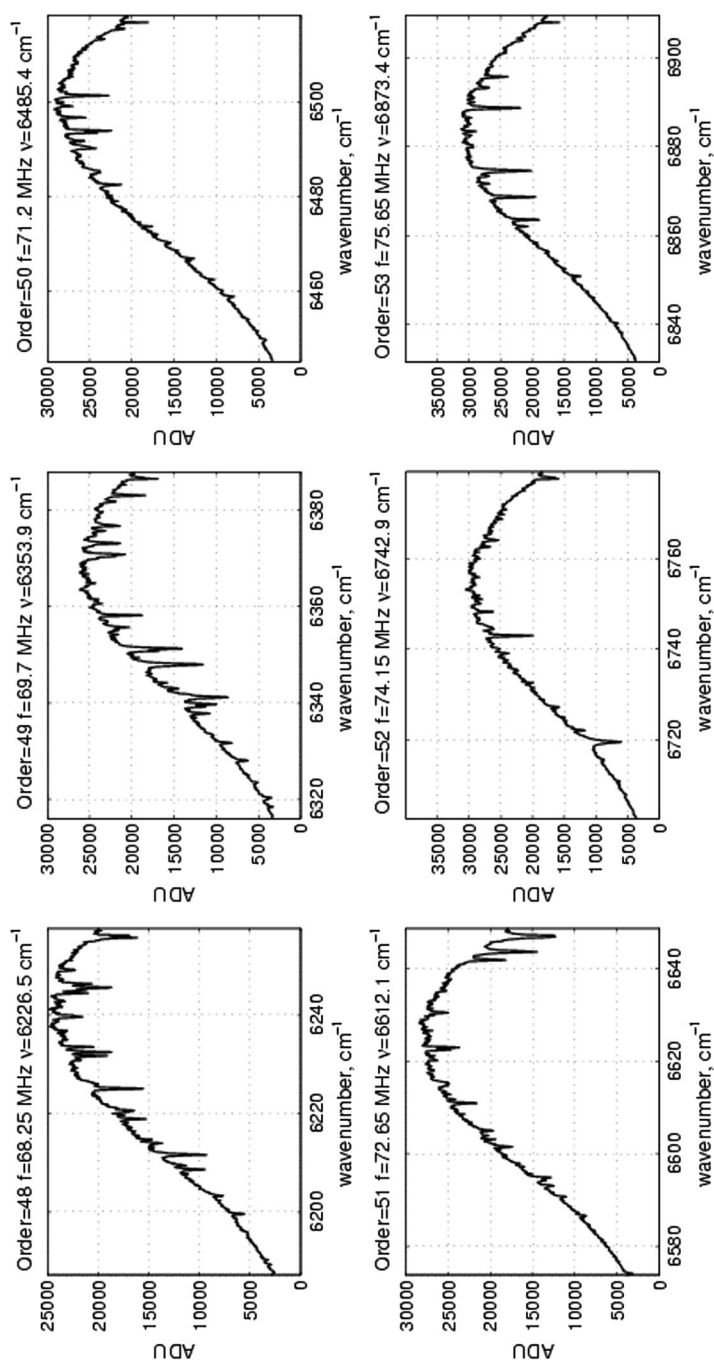 Order=48 f=68.25 MHz ν=6226.5 cm⁻¹
25000
20000
15000
10000
5000
0
ADU
6200 6220 6240
wavenumber, cm⁻¹
Order=49 f=69.7 MHz ν=6353.9 cm⁻¹
30000
25000
20000
15000
10000
5000
0
ADU
6320 6340 6360 6380
wavenumber, cm⁻¹
Order=50 f=71.2 MHz ν=6485.4 cm⁻¹
30000
25000
20000
15000
10000
5000
0
ADU
6460 6480 6500
wavenumber, cm⁻¹
Order=51 f=72.65 MHz ν=6612.1 cm⁻¹
30000
25000
20000
15000
10000
5000
0
ADU
6580 6600 6620 6640
wavenumber, cm⁻¹
Order=52 f=74.15 MHz ν=6742.9 cm⁻¹
35000
30000
25000
20000
15000
10000
5000
0
ADU
6720 6740 6760
wavenumber, cm⁻¹
Order=53 f=75.65 MHz ν=6873.4 cm⁻¹
35000
30000
25000
20000
15000
10000
5000
0
ADU
6840 6860 6880 6900
wavenumber, cm⁻¹